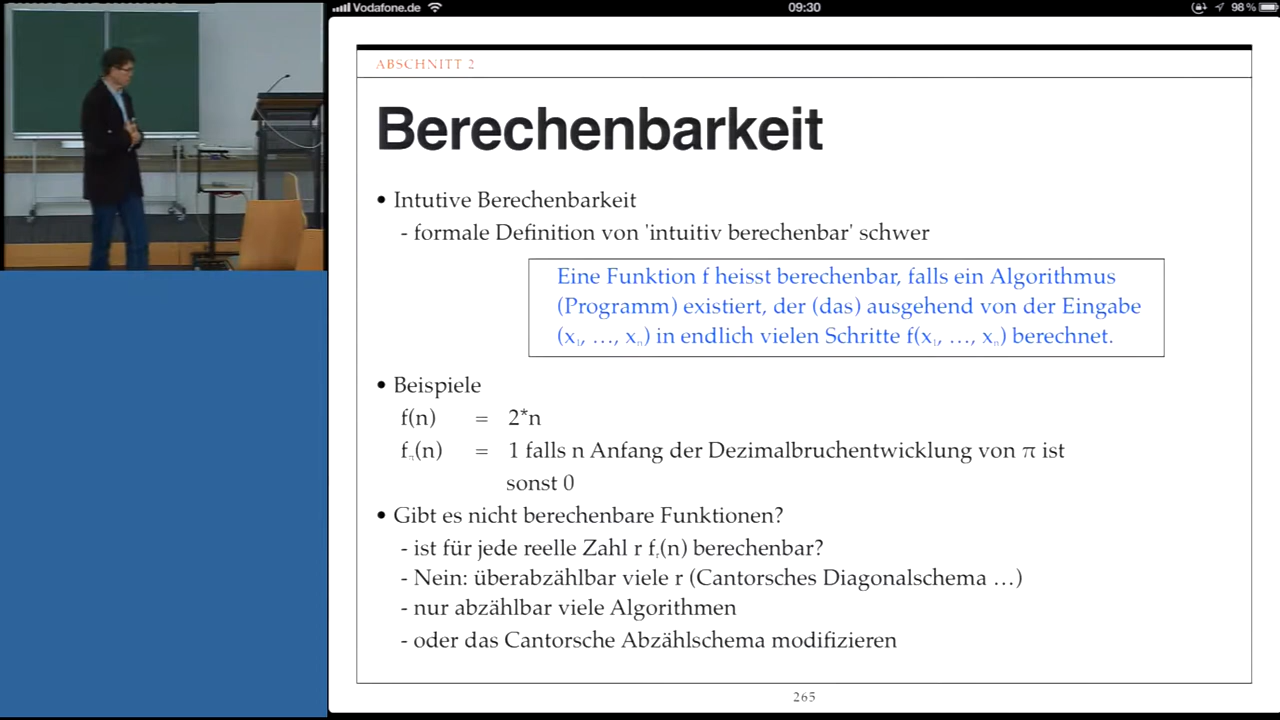 Vodafone.de
09:30
98 %
ABSCHNITT 2
Berechenbarkeit
• Intutive Berechenbarkeit
- formale Definition von 'intuitiv berechenbar' schwer
Eine Funktion f heisst berechenbar, falls ein Algorithmus
(Programm) existiert, der (das) ausgehend von der Eingabe
(x₁, …, xₙ) in endlich vielen Schritte f(x₁, …, xₙ) berechnet.
• Beispiele
f(n) = 2*n
f_π(n) = 1 falls n Anfang der Dezimalbruchentwicklung von π ist
sonst 0
• Gibt es nicht berechenbare Funktionen?
- ist für jede reelle Zahl r fᵣ(n) berechenbar?
- Nein: überabzählbar viele r (Cantorsches Diagonalschema …)
- nur abzählbar viele Algorithmen
- oder das Cantorsche Abzählschema modifizieren
265